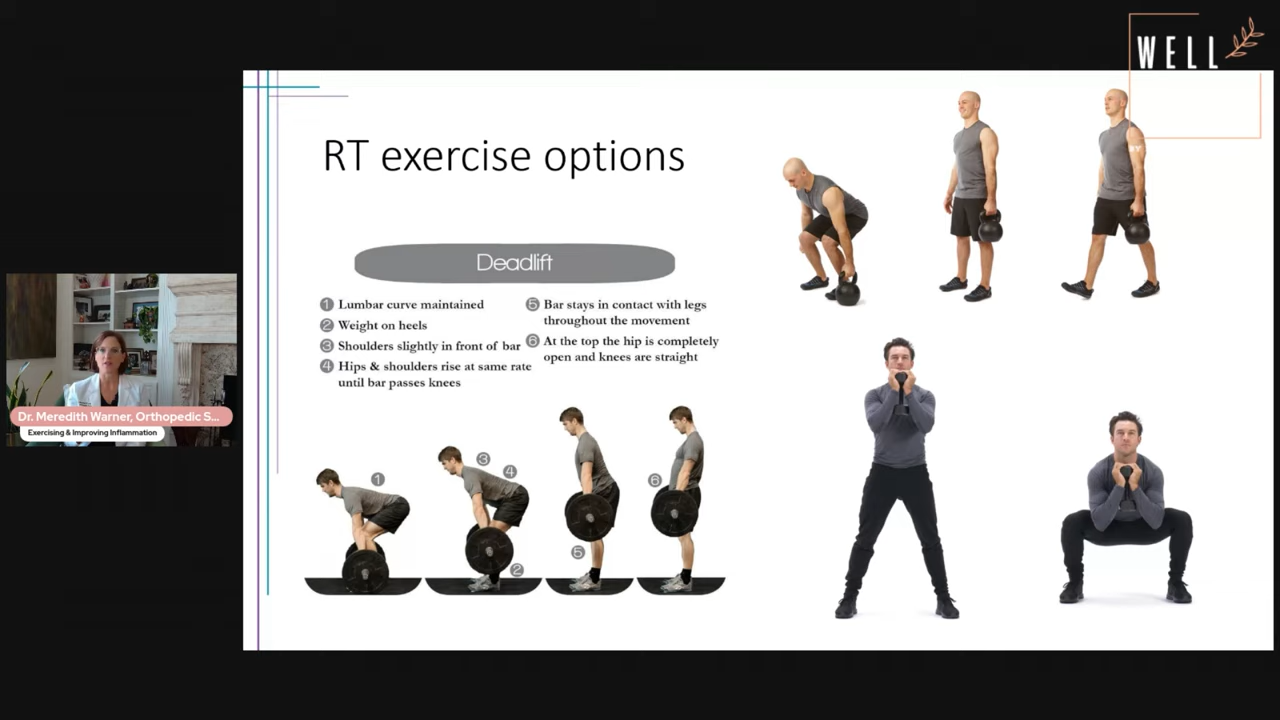 WELL
BY
RT exercise options
Deadlift
1 Lumbar curve maintained
2 Weight on heels
3 Shoulders slightly in front of bar
4 Hips & shoulders rise at same rate
until bar passes knees
5 Bar stays in contact with legs
throughout the movement
6 At the top the hip is completely
open and knees are straight
1
3
4
2
5
6
Dr. Meredith Warner, Orthopedic S...
Exercising & Improving Inflammation